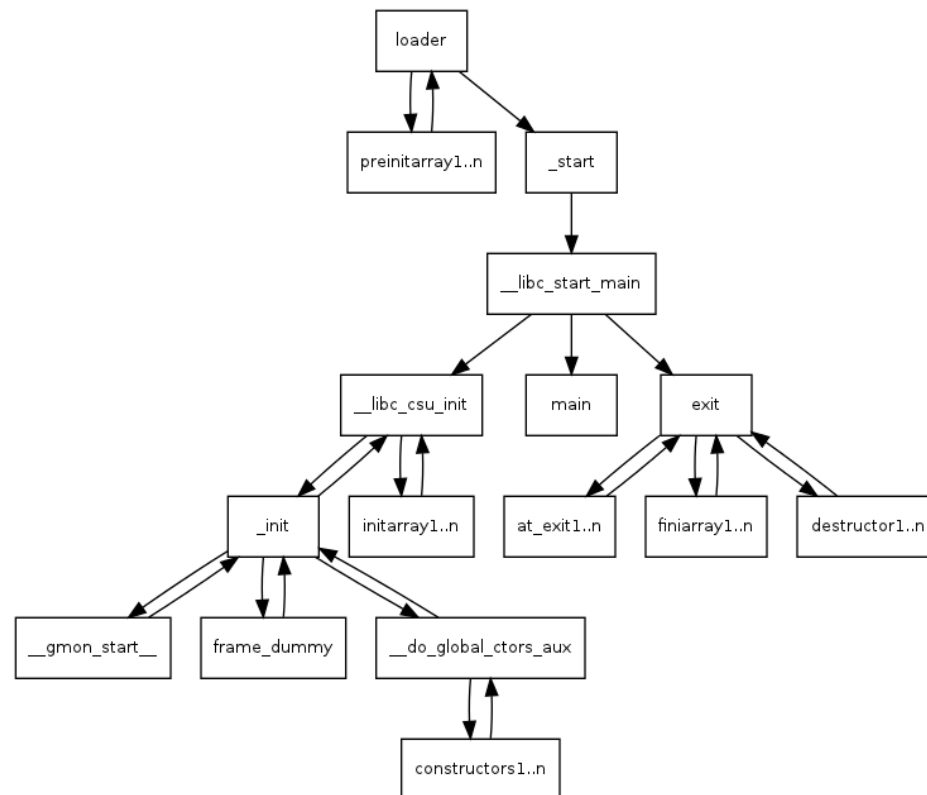 loader
preinitarray1..n
_start
__libc_start_main
__libc_csu_init
main
exit
_init
initarray1..n
at_exit1..n
finiarray1..n
destructor1..n
__gmon_start__
frame_dummy
__do_global_ctors_aux
constructors1..n